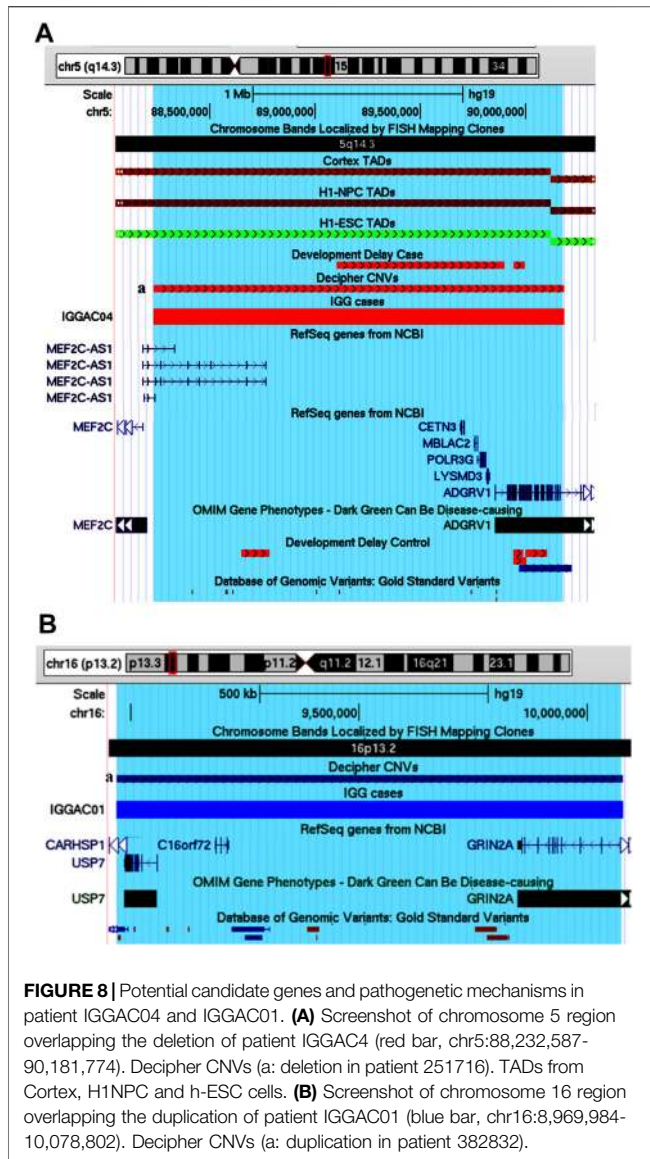 A
chr5 (q14.3) 15 34
Scale 1 Mb hg19
chr5: 88,500,000 89,000,000 89,500,000 90,000,000
Chromosome Bands Localized by FISH Mapping Clones
5q14.3
Cortex TADs
H1-NPC TADs
H1-ESC TADs
Development Delay Case
Decipher CNVs
a
IGG cases
IGGAC04
RefSeq genes from NCBI
MEF2C-AS1
MEF2C-AS1
MEF2C-AS1
MEF2C-AS1
RefSeq genes from NCBI
MEF2C CETN3
MBLAC2
POLR3G
LYSMD3
ADGRV1
OMIM Gene Phenotypes - Dark Green Can Be Disease-causing
MEF2C ADGRV1
Development Delay Control
Database of Genomic Variants: Gold Standard Variants
B
chr16 (p13.2) p13.3 p11.2 q11.2 12.1 16q21 23.1
Scale 500 kb hg19
chr16: 9,500,000 10,000,000
Chromosome Bands Localized by FISH Mapping Clones
16p13.2
Decipher CNVs
a
IGG cases
IGGAC01
RefSeq genes from NCBI
CARHSP1 C16orf72 GRIN2A
USP7
OMIM Gene Phenotypes - Dark Green Can Be Disease-causing
USP7 GRIN2A
Database of Genomic Variants: Gold Standard Variants
FIGURE 8 | Potential candidate genes and pathogenetic mechanisms in
patient IGGAC04 and IGGAC01. (A) Screenshot of chromosome 5 region
overlapping the deletion of patient IGGAC4 (red bar, chr5:88,232,587-
90,181,774). Decipher CNVs (a: deletion in patient 251716). TADs from
Cortex, H1NPC and h-ESC cells. (B) Screenshot of chromosome 16 region
overlapping the duplication of patient IGGAC01 (blue bar, chr16:8,969,984-
10,078,802). Decipher CNVs (a: duplication in patient 382832).